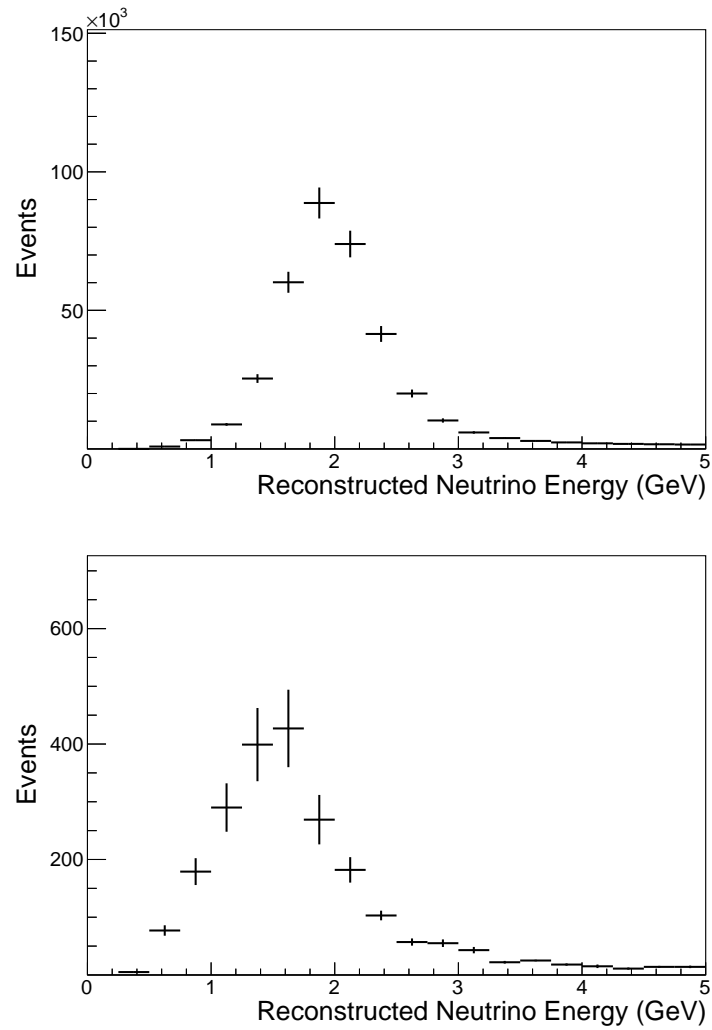 ×10³
150
100
50
0 1 2 3 4 5
Events
Reconstructed Neutrino Energy (GeV)
600
400
200
0 1 2 3 4 5
Events
Reconstructed Neutrino Energy (GeV)